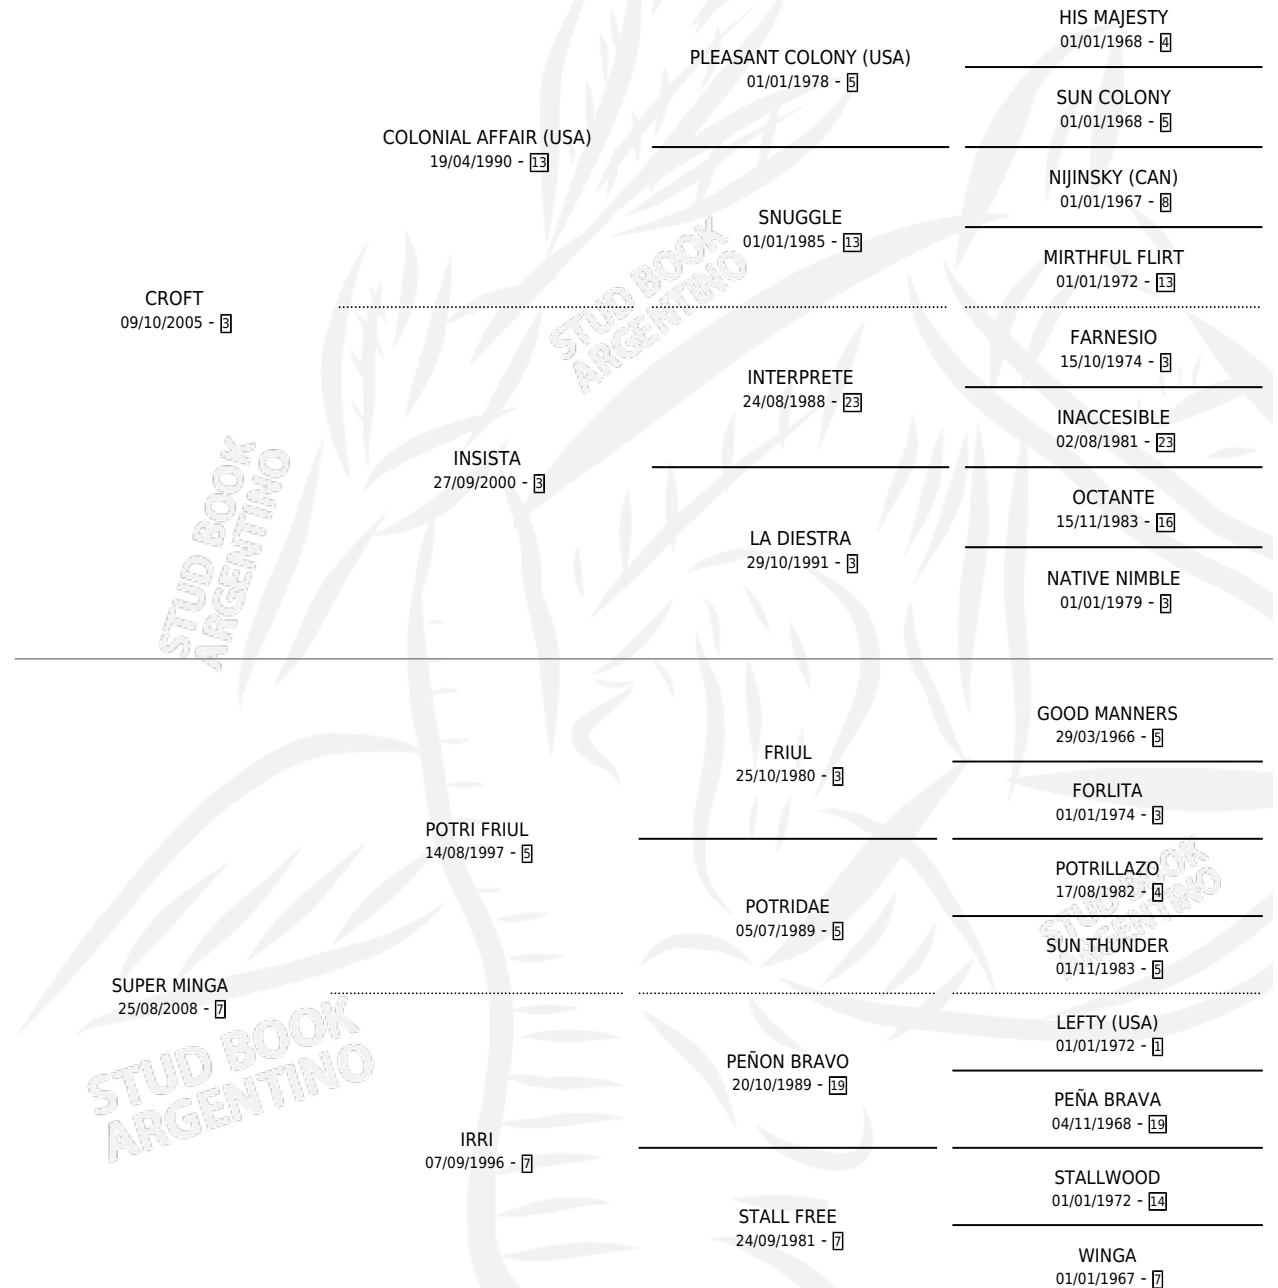 HIS MAJESTY
01/01/1968 - 4
PLEASANT COLONY (USA)
01/01/1978 - 5
SUN COLONY
01/01/1968 - 5
COLONIAL AFFAIR (USA)
19/04/1990 - 13
NIJINSKY (CAN)
01/01/1967 - 8
SNUGGLE
01/01/1985 - 13
MIRTHFUL FLIRT
01/01/1972 - 13
CROFT
09/10/2005 - 3
STUD BOOK
ARGENTINO
FARNESIO
15/10/1974 - 3
INTERPRETE
24/08/1988 - 23
INACCESIBLE
02/08/1981 - 23
INSISTA
27/09/2000 - 3
OCTANTE
15/11/1983 - 16
LA DIESTRA
29/10/1991 - 3
NATIVE NIMBLE
01/01/1979 - 3
STUD BOOK
ARGENTINO
GOOD MANNERS
29/03/1966 - 5
FRIUL
25/10/1980 - 3
FORLITA
01/01/1974 - 3
POTRI FRIUL
14/08/1997 - 5
POTRILLAZO
17/08/1982 - 4
POTRIDAE
05/07/1989 - 5
STUD BOOK
ARGENTINO
SUN THUNDER
01/11/1983 - 5
SUPER MINGA
25/08/2008 - 7
LEFTY (USA)
01/01/1972 - 1
PEÑON BRAVO
20/10/1989 - 19
PEÑA BRAVA
04/11/1968 - 19
STUD BOOK
ARGENTINO
IRRI
07/09/1996 - 7
STALLWOOD
01/01/1972 - 14
STALL FREE
24/09/1981 - 7
WINGA
01/01/1967 - 7